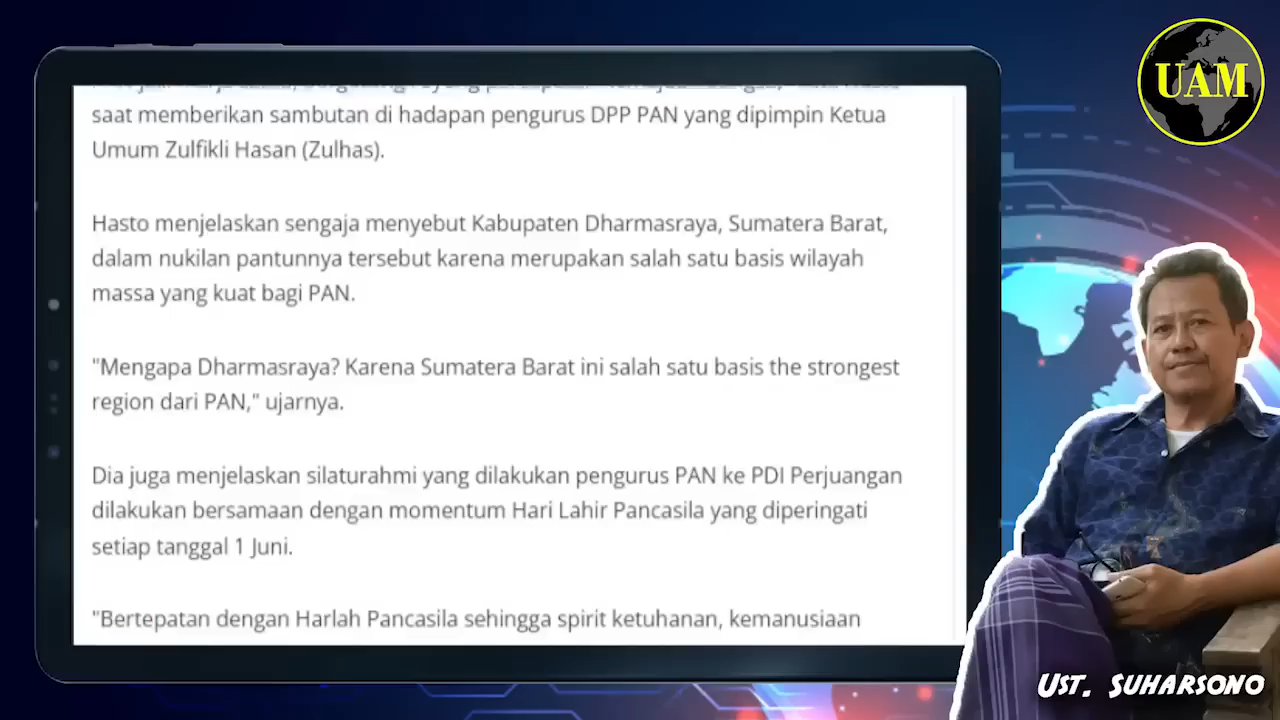 saat memberikan sambutan di hadapan pengurus DPP PAN yang dipimpin Ketua
Umum Zulfikli Hasan (Zulhas).
Hasto menjelaskan sengaja menyebut Kabupaten Dharmasraya, Sumatera Barat,
dalam nukilan pantunnya tersebut karena merupakan salah satu basis wilayah
massa yang kuat bagi PAN.
"Mengapa Dharmasraya? Karena Sumatera Barat ini salah satu basis the strongest
region dari PAN," ujarnya.
Dia juga menjelaskan silaturahmi yang dilakukan pengurus PAN ke PDI Perjuangan
dilakukan bersamaan dengan momentum Hari Lahir Pancasila yang diperingati
setiap tanggal 1 Juni.
"Bertepatan dengan Harlah Pancasila sehingga spirit ketuhanan, kemanusiaan
UAM
Ust. Suharsono